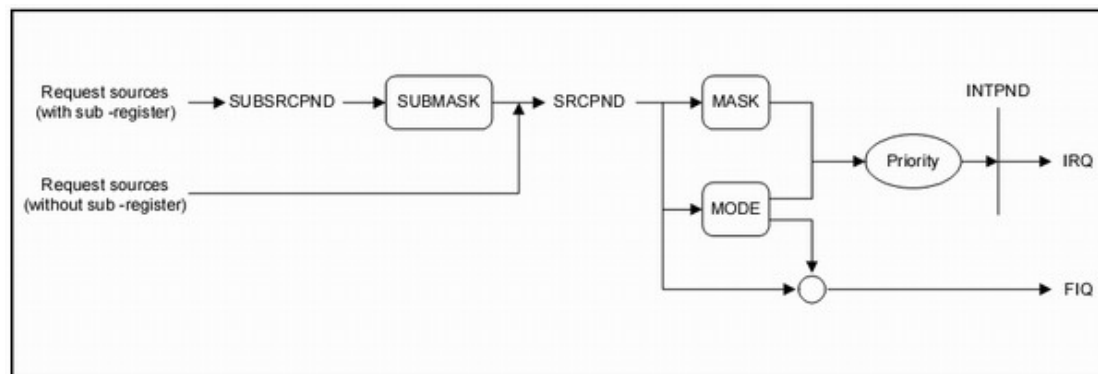 Request sources
(with sub -register)
SUBSRCPND
SUBMASK
SRCPND
MASK
INTPND
Priority
IRQ
Request sources
(without sub -register)
MODE
FIQ